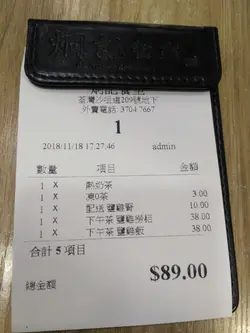 荃灣沙咀道209號地下
外賣電話: 3704 7667
1
2018/11/18 17:27:46 admin
數量 項目 金額
1 X 熱奶茶
1 X 凍0茶 3.00
1 X 配送 鹽雞腎 10.00
1 X 下午茶 鹽雞撈粗 38.00
1 X 下午茶 鹽雞飯 38.00
合計 5 項目
$89.00
總金額